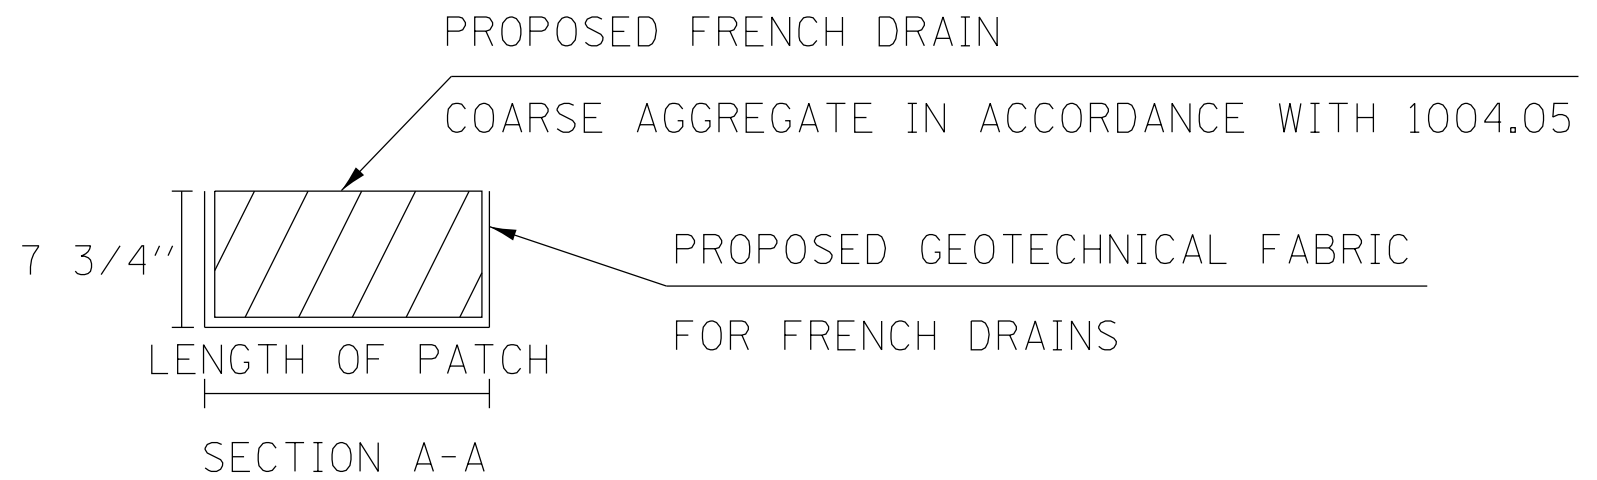 PROPOSED FRENCH DRAIN
COARSE AGGREGATE IN ACCORDANCE WITH 1004.05
7 3/4"
PROPOSED GEOTECHNICAL FABRIC
FOR FRENCH DRAINS
LENGTH OF PATCH
SECTION A-A